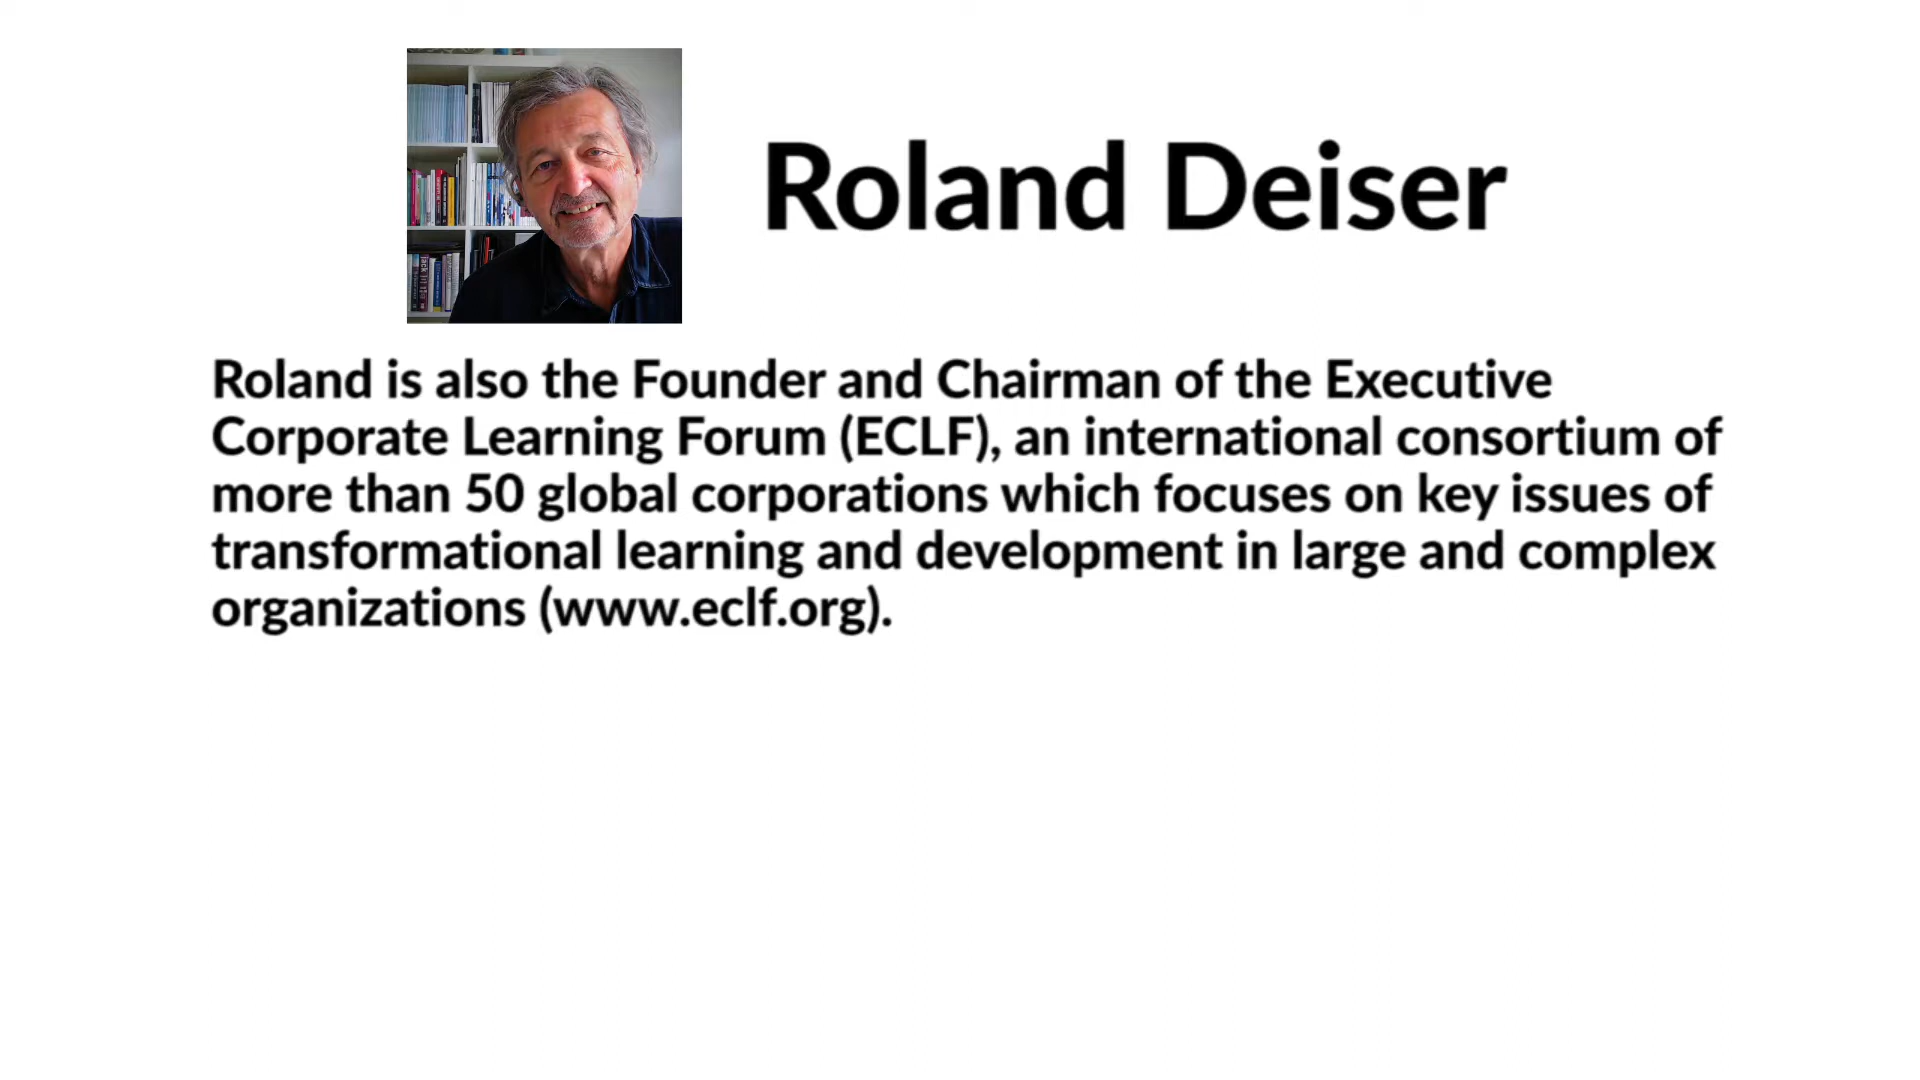 Roland Deiser
Roland is also the Founder and Chairman of the Executive
Corporate Learning Forum (ECLF), an international consortium of
more than 50 global corporations which focuses on key issues of
transformational learning and development in large and complex
organizations (www.eclf.org).